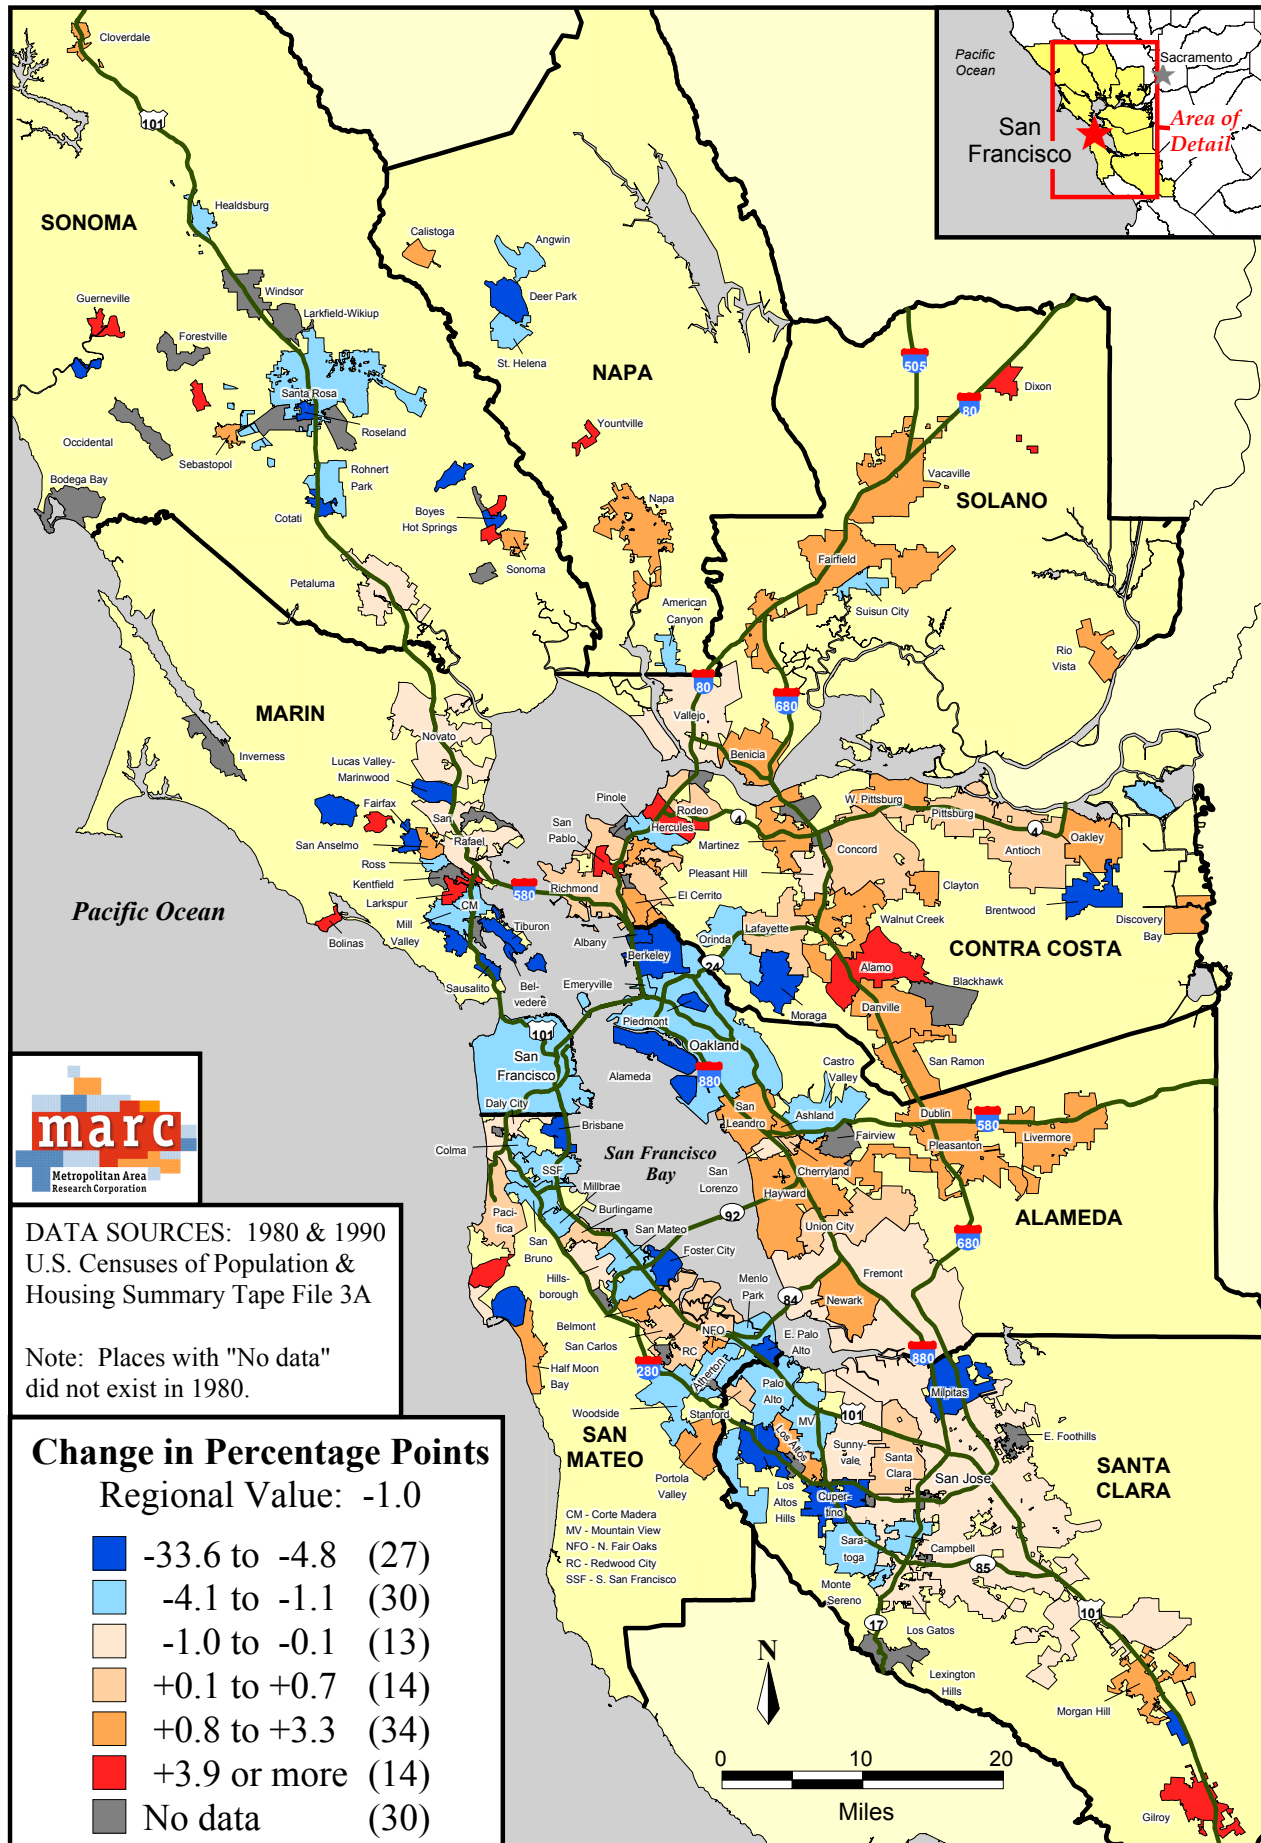 Cloverdale
101
Pacific
Ocean
Sacramento
San
Francisco
Area of
Detail
SONOMA
Healdsburg
Calistoga
Angwin
Guerneville
Windsor
Deer Park
Larkfield-Wikiup
Forestville
St. Helena
NAPA
505
80
Dixon
Santa Rosa
Yountville
Occidental
Roseland
Sebastopol
Vacaville
Rohnert
Park
Bodega Bay
Napa
SOLANO
Cotati
Boyes
Hot Springs
Sonoma
Fairfield
Petaluma
American
Canyon
Suisun City
Rio
Vista
80
680
MARIN
Vallejo
Novato
Benicia
Inverness
Lucas Valley-
Marinwood
Fairfax
Pinole
Rodeo
W. Pittsburg
Pittsburg
San
Rafael
San
Pablo
Hercules
4
4
Oakley
San Anselmo
Martinez
Concord
Antioch
Ross
Pleasant Hill
Kentfield
Richmond
580
El Cerrito
Clayton
Larkspur
Brentwood
Pacific Ocean
CM
Walnut Creek
Discovery
Bay
Mill
Valley
Tiburon
Orinda
Lafayette
Bolinas
Albany
CONTRA COSTA
Berkeley
24
Alamo
Sausalito
Bel-
vedere
Emeryville
Blackhawk
Moraga
Danville
Piedmont
101
Oakland
San
Francisco
San Ramon
Alameda
880
Castro
Valley
Daly City
San
Leandro
Ashland
Dublin
580
Brisbane
Fairview
Pleasanton
Livermore
Colma
San Francisco
Bay
SSF
San
Lorenzo
Cherryland
Millbrae
Hayward
marc
Metropolitan Area
Research Corporation
Paci-
fica
Burlingame
92
San Mateo
Union City
ALAMEDA
San
Bruno
680
Foster City
DATA SOURCES: 1980 & 1990
U.S. Censuses of Population &
Housing Summary Tape File 3A
Note: Places with "No data"
did not exist in 1980.
Hills-
borough
Menlo
Park
Fremont
84
Newark
Belmont
NFO
E. Palo
Alto
San Carlos
RC
880
280
Half Moon
Bay
Atherton
Palo
Alto
Milpitas
Woodside
Stanford
MV
101
E. Foothills
SAN
MATEO
Los Altos
Sunny-
vale
Santa
Clara
San Jose
SANTA
CLARA
Portola
Valley
Los
Altos
Hills
Cuper-
tino
Change in Percentage Points
Regional Value: -1.0
-33.6 to -4.8 (27)
-4.1 to -1.1 (30)
-1.0 to -0.1 (13)
+0.1 to +0.7 (14)
+0.8 to +3.3 (34)
+3.9 or more (14)
No data (30)
CM - Corte Madera
MV - Mountain View
NFO - N. Fair Oaks
RC - Redwood City
SSF - S. San Francisco
Sara-
toga
Campbell
85
Monte
Sereno
101
17
Los Gatos
N
Lexington
Hills
Morgan Hill
0 10 20
Miles
Gilroy